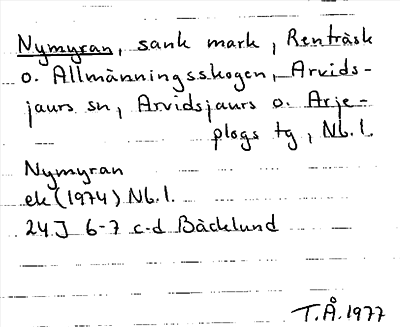 Nymyran, sank mark, Renträsk
o. Allmänningsskogen, Arvids-
jaurs sn, Arvidsjaurs o. Arje-
plogs tg, Nb.l.
Nymyran
ek (1974) Nb.l.
24J 6-7 c-d Bäcklund
T.Å. 1977